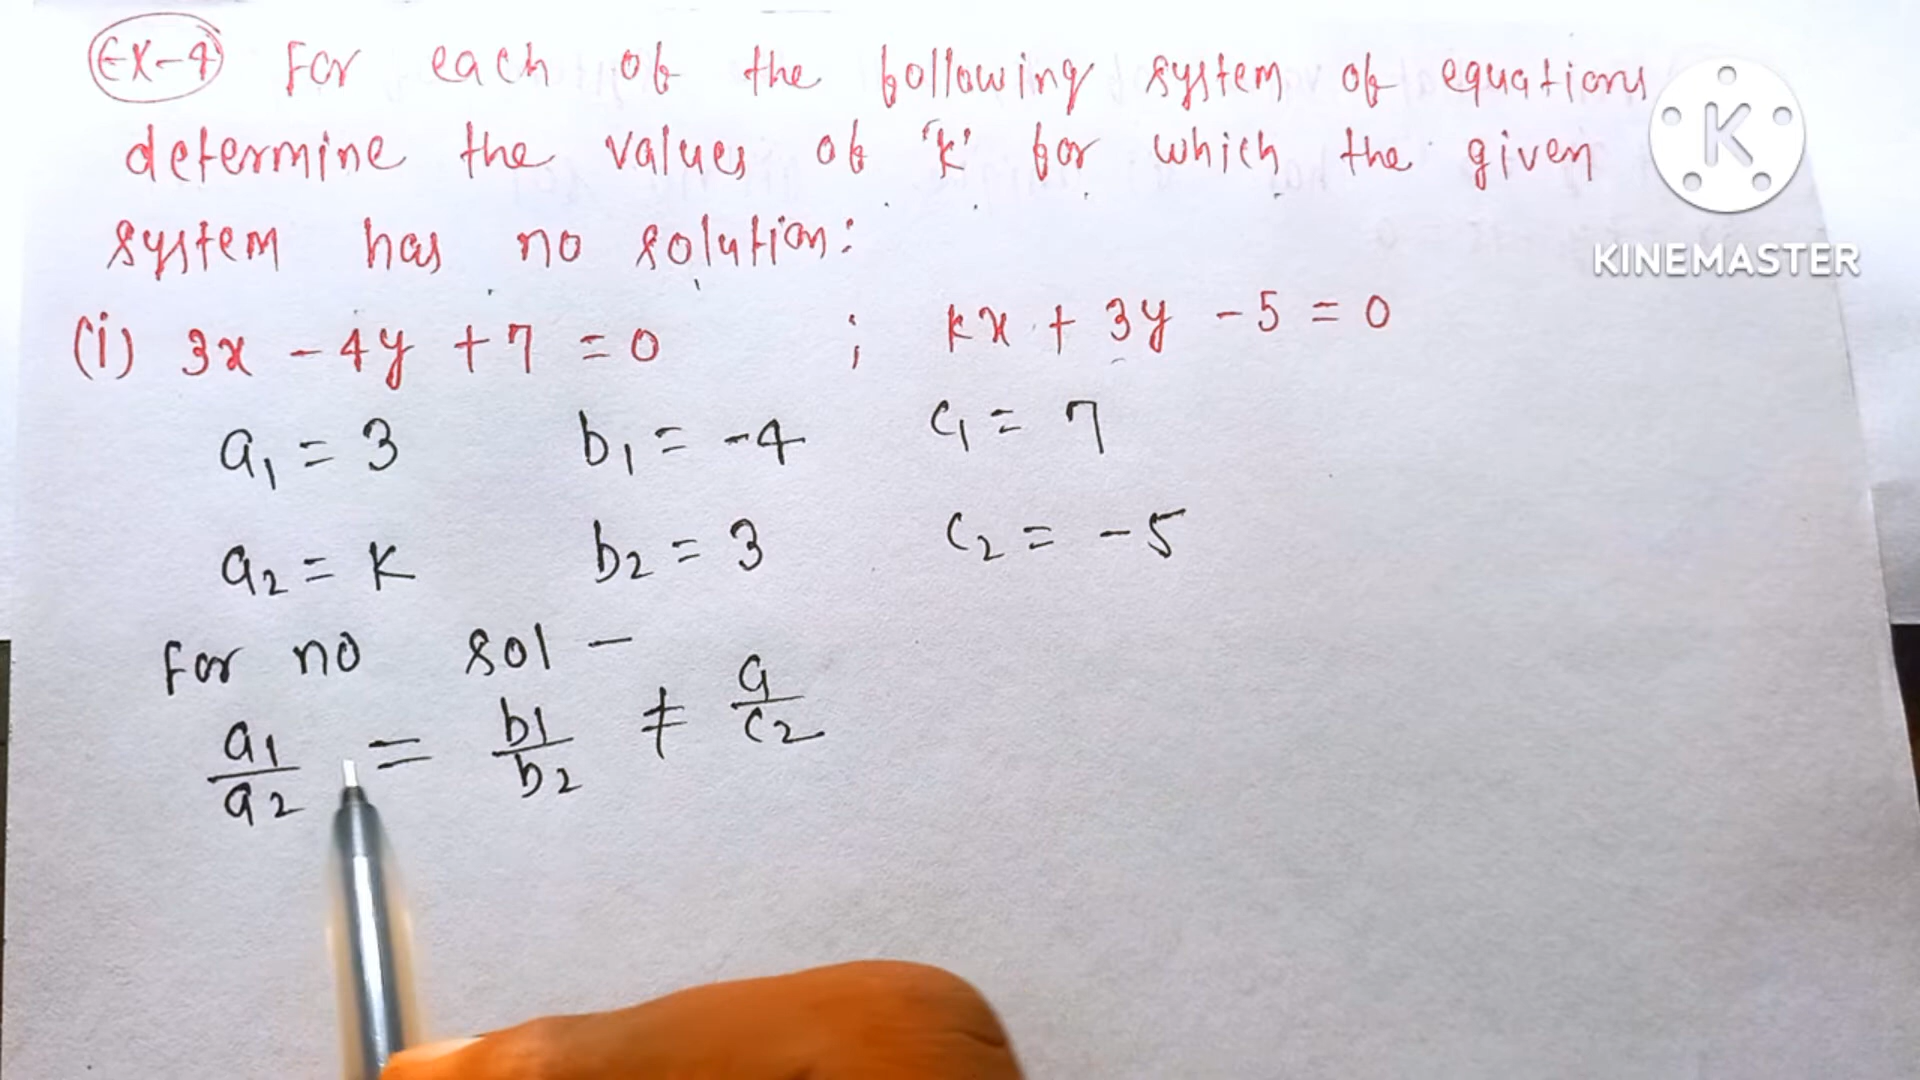 Ex-4 For each of the following system of equations
determine the values of 'k' for which the given
system has no solution:
(i) 3x - 4y + 7 = 0 ; kx + 3y - 5 = 0
a₁ = 3 b₁ = -4 c₁ = 7
a₂ = k b₂ = 3 c₂ = -5
For no sol -
a₁/a₂ = b₁/b₂ ≠ c₁/c₂
K
KINEMASTER